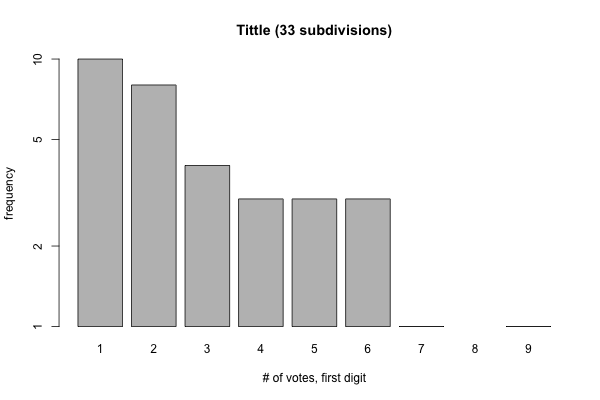 Tittle (33 subdivisions)
10
5
2
1
frequency
1 2 3 4 5 6 7 8 9
# of votes, first digit